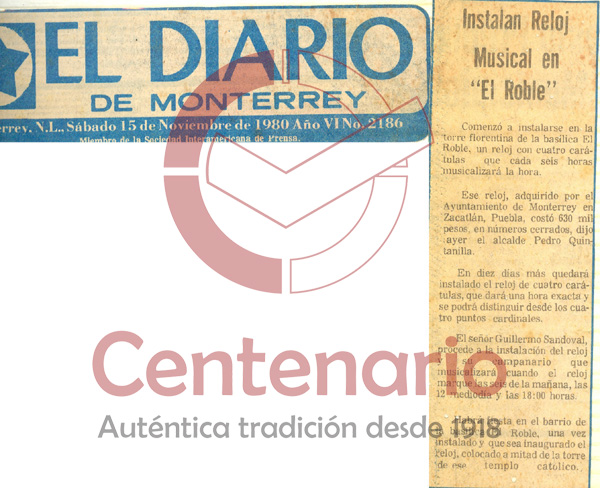 EL DIARIO
DE MONTERREY
rrey, N.L., Sábado 15 de Noviembre de 1980 Año VI No. 2186
Miembro de la Sociedad Interamericana de Prensa.
Instalan Reloj
Musical en
"El Roble"
Comenzó a instalarse en la
torre florentina de la basílica El
Roble, un reloj con cuatro cará-
tulas que cada seis horas
musicalizará la hora.
Ese reloj, adquirido por el
Ayuntamiento de Monterrey en
Zacatlán, Puebla, costó 630 mil
pesos, en números cerrados, dijo
ayer el alcalde Pedro Quin-
tanilla.
En diez días más quedará
instalado el reloj de cuatro cará-
tulas, que dará una hora exacta y
se podrá distinguir desde los cua-
tro puntos cardinales.
El señor Guillermo Sandoval,
procede a la instalación del reloj
y su campanario que
musicalizará cuando el reloj
marque las seis de la mañana, las
12 mediodía y las 18:00 horas.
Habrá fiesta en el barrio de
la basílica El Roble, una vez
instalado y que sea inaugurado el
reloj, colocado a mitad de la torre
de ese templo católico.
Centenario
Auténtica tradición desde 1918